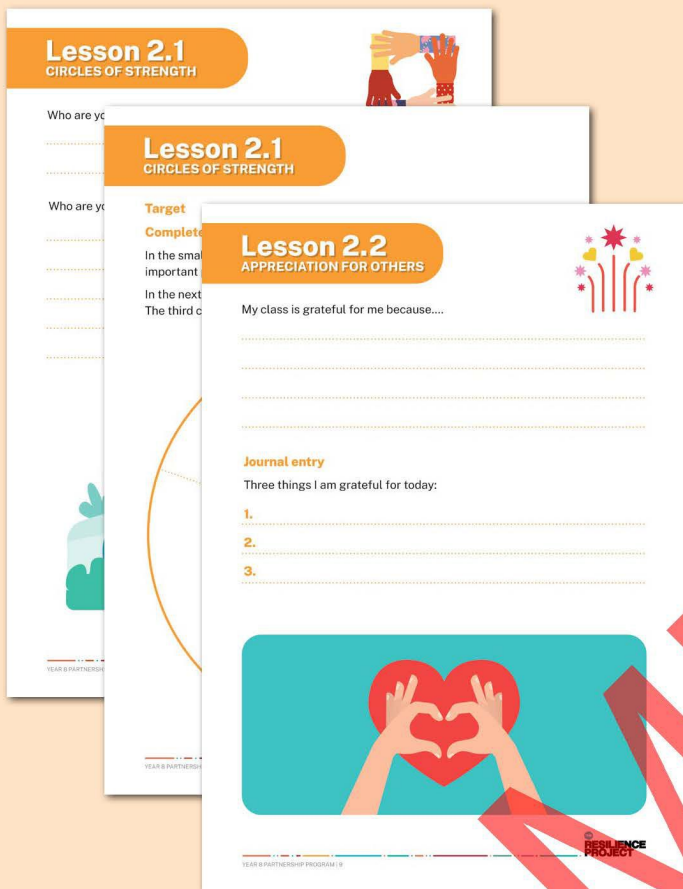 Lesson 2.1
CIRCLES OF STRENGTH
Who are yo
Who are yo
YEAR 8 PARTNERSH
Lesson 2.1
CIRCLES OF STRENGTH
Target
Complete
In the smal
important
In the next
The third c
YEAR 8 PARTNERSH
Lesson 2.2
APPRECIATION FOR OTHERS
My class is grateful for me because....
Journal entry
Three things I am grateful for today:
1.
2.
3.
YEAR 8 PARTNERSHIP PROGRAM | 9
THE
RESILIENCE
PROJECT